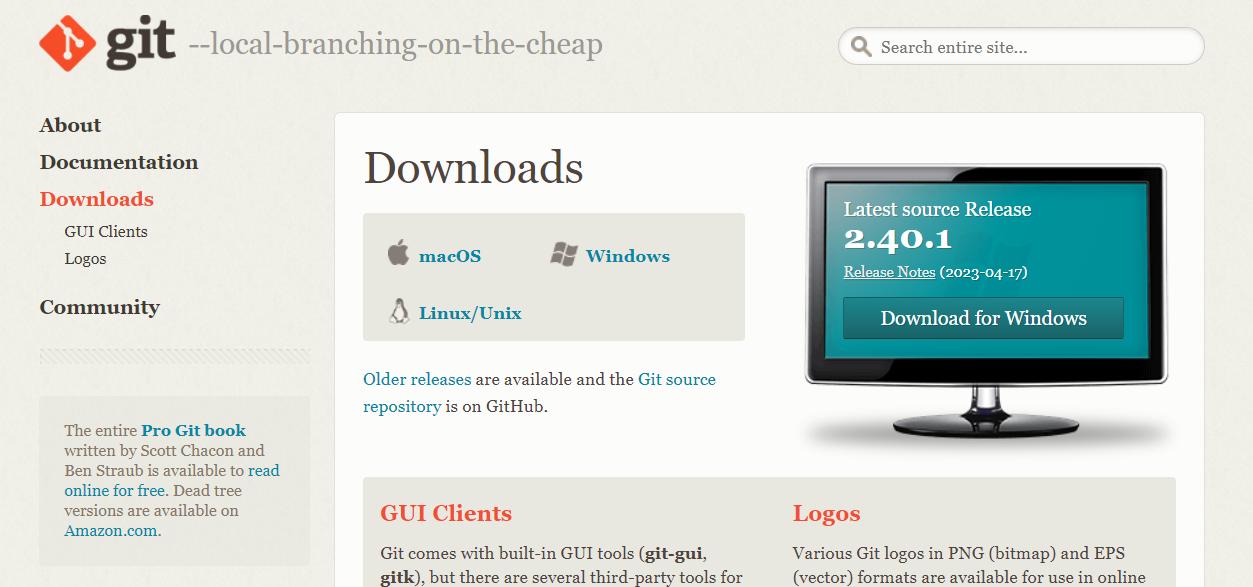 git --local-branching-on-the-cheap
Search entire site...
About
Documentation
Downloads
GUI Clients
Logos
Community
The entire Pro Git book
written by Scott Chacon and
Ben Straub is available to read
online for free. Dead tree
versions are available on
Amazon.com.
Downloads
macOS
Windows
Linux/Unix
Older releases are available and the Git source
repository is on GitHub.
Latest source Release
2.40.1
Release Notes (2023-04-17)
Download for Windows
GUI Clients
Git comes with built-in GUI tools (git-gui,
gitk), but there are several third-party tools for
Logos
Various Git logos in PNG (bitmap) and EPS
(vector) formats are available for use in online